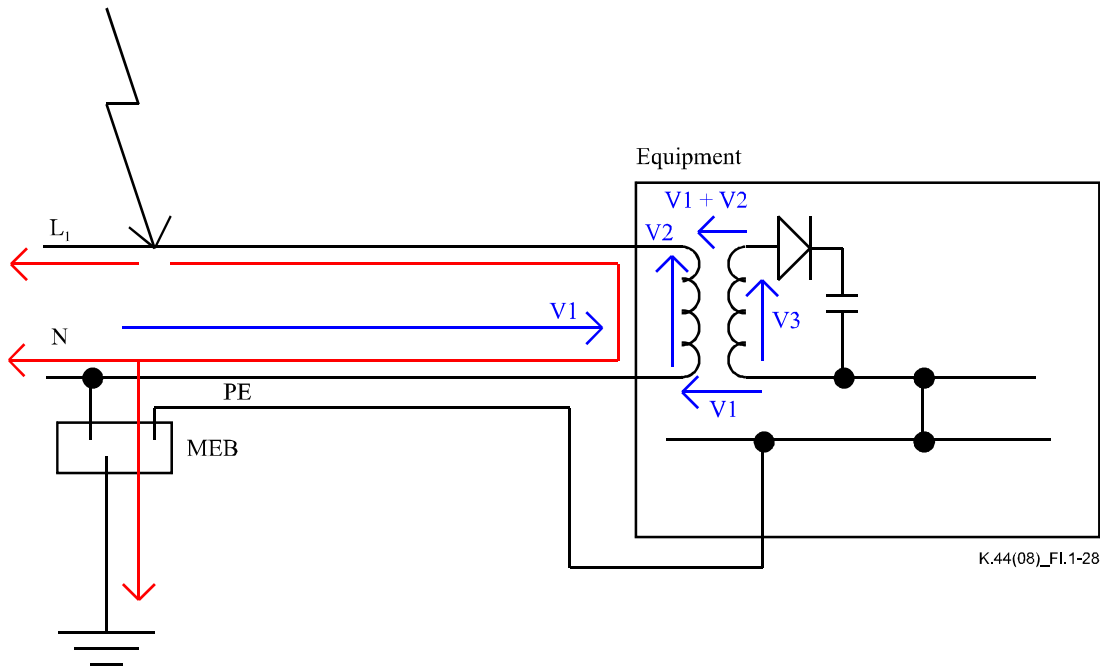 Equipment
L1
V1 + V2
V2
V1
V3
N
PE
V1
MEB
K.44(08)_FI.1-28